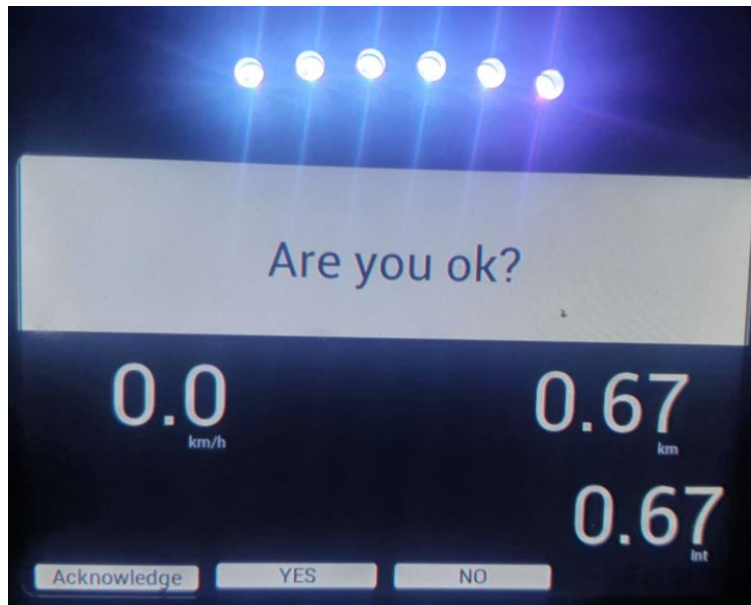 Are you ok?
0.0 0.67
km/h km
0.67
Int
Acknowledge YES NO